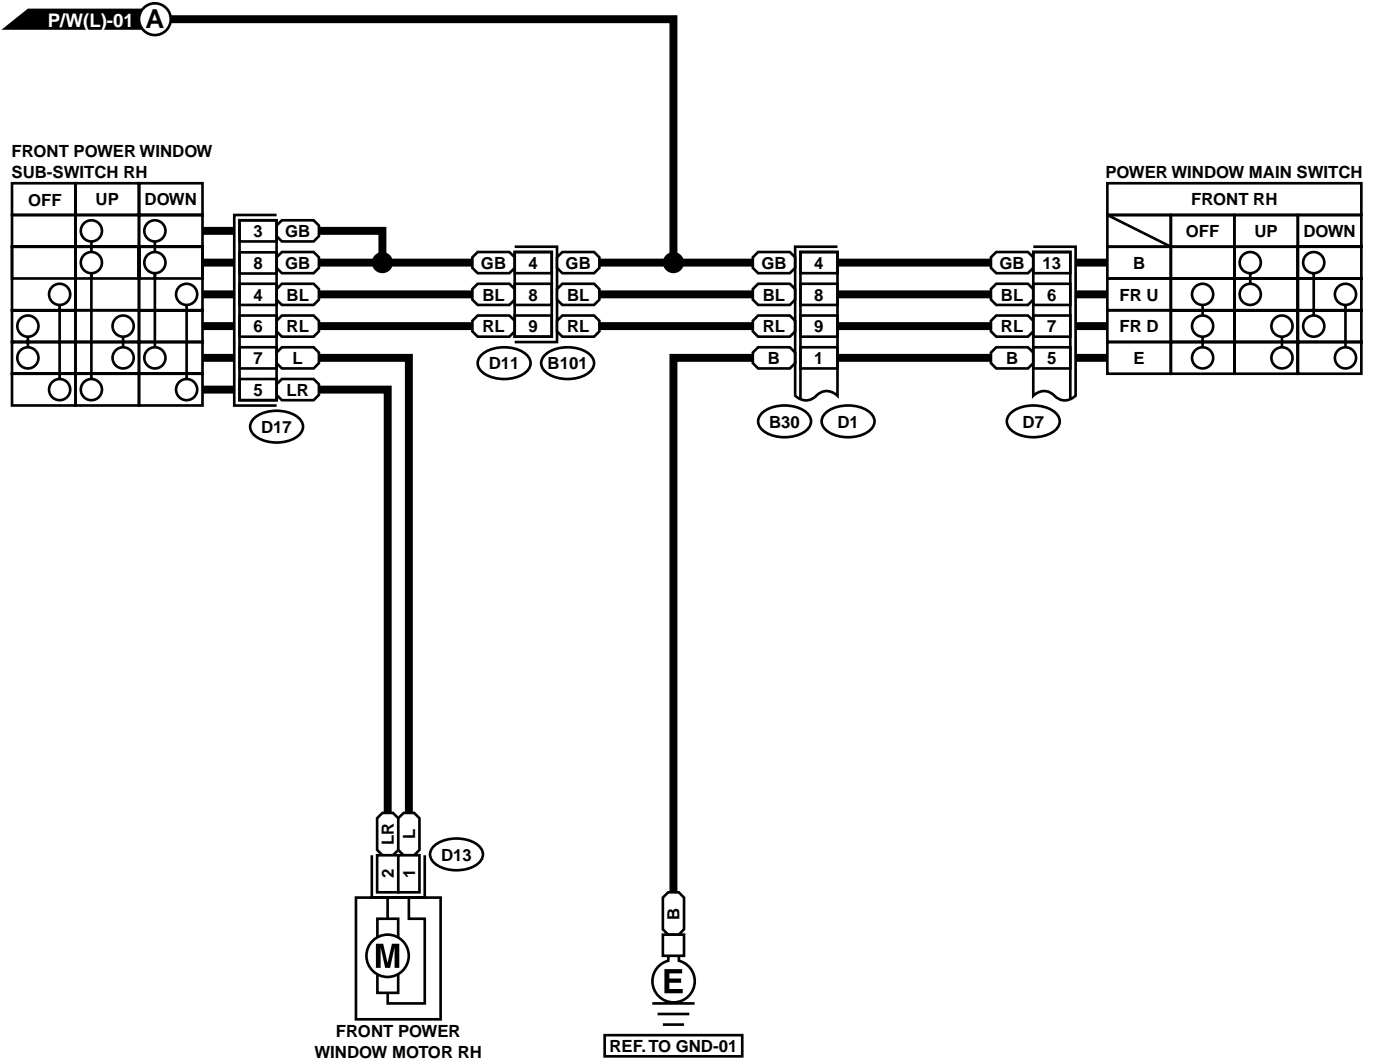 P/W(L)-01 A
FRONT POWER WINDOW
SUB-SWITCH RH
OFF UP DOWN
POWER WINDOW MAIN SWITCH
FRONT RH
OFF UP DOWN
3 GB
8 GB GB 4 GB GB 4 GB 13 B
4 BL BL 8 BL BL 8 BL 6 FR U
6 RL RL 9 RL RL 9 RL 7 FR D
7 L B 1 B 5 E
5 LR
D11 B101
D17
B30 D1 D7
LR L
2 1
D13
M
B
E
FRONT POWER
WINDOW MOTOR RH
REF. TO GND-01